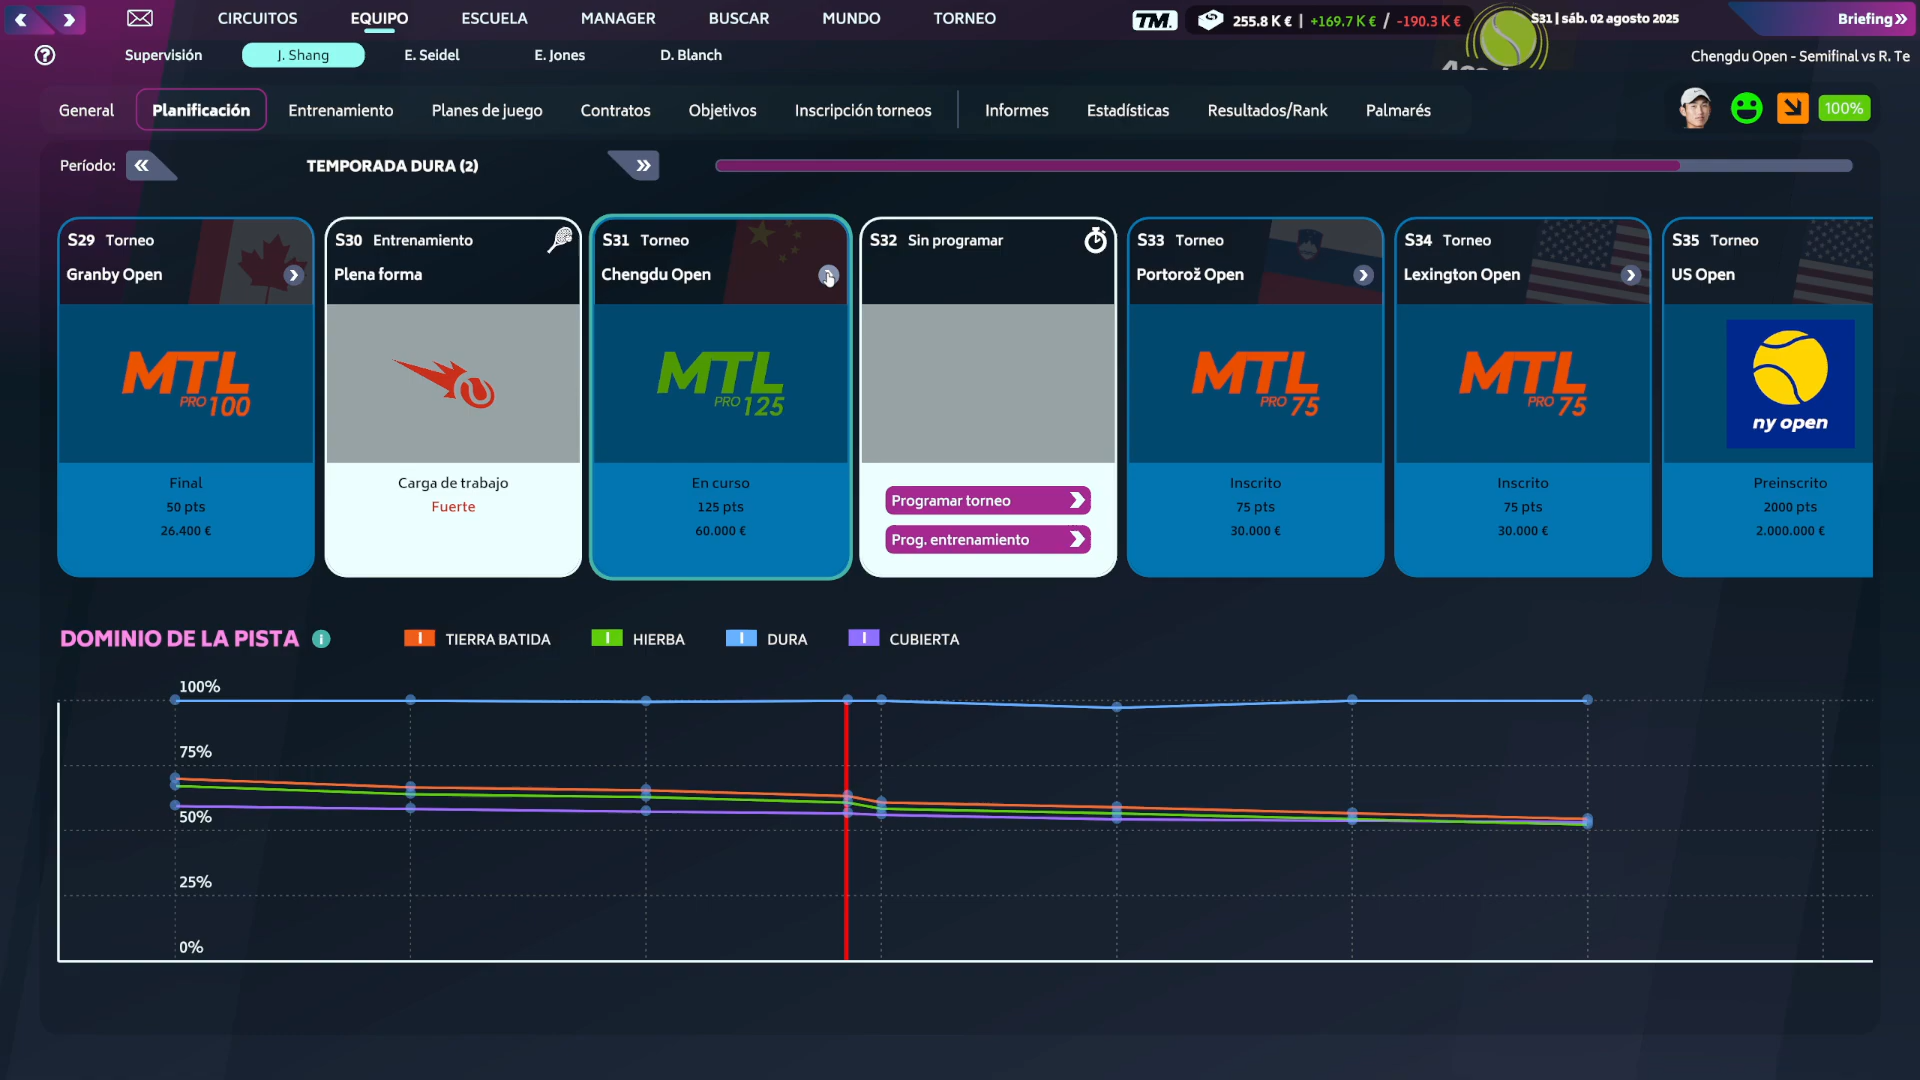 CIRCUITOS EQUIPO ESCUELA MANAGER BUSCAR MUNDO TORNEO
TM. 255.8 K € | +169.7 K € / -190.3 K €
S31 | sáb. 02 agosto 2025
Briefing
Supervisión J. Shang E. Seidel E. Jones D. Blanch
Chengdu Open - Semifinal vs R. Te
General Planificación Entrenamiento Planes de juego Contratos Objetivos Inscripción torneos Informes Estadísticas Resultados/Rank Palmarés
100%
Período: TEMPORADA DURA (2)
S29 Torneo
Granby Open
MTL
PRO 100
Final
50 pts
26.400 €
S30 Entrenamiento
Plena forma
Carga de trabajo
Fuerte
S31 Torneo
Chengdu Open
MTL
PRO 125
En curso
125 pts
60.000 €
S32 Sin programar
Programar torneo
Prog. entrenamiento
S33 Torneo
Portorož Open
MTL
PRO 75
Inscrito
75 pts
30.000 €
S34 Torneo
Lexington Open
MTL
PRO 75
Inscrito
75 pts
30.000 €
S35 Torneo
US Open
ny open
Preinscrito
2000 pts
2.000.000 €
DOMINIO DE LA PISTA i
TIERRA BATIDA HIERBA DURA CUBIERTA
100%
75%
50%
25%
0%